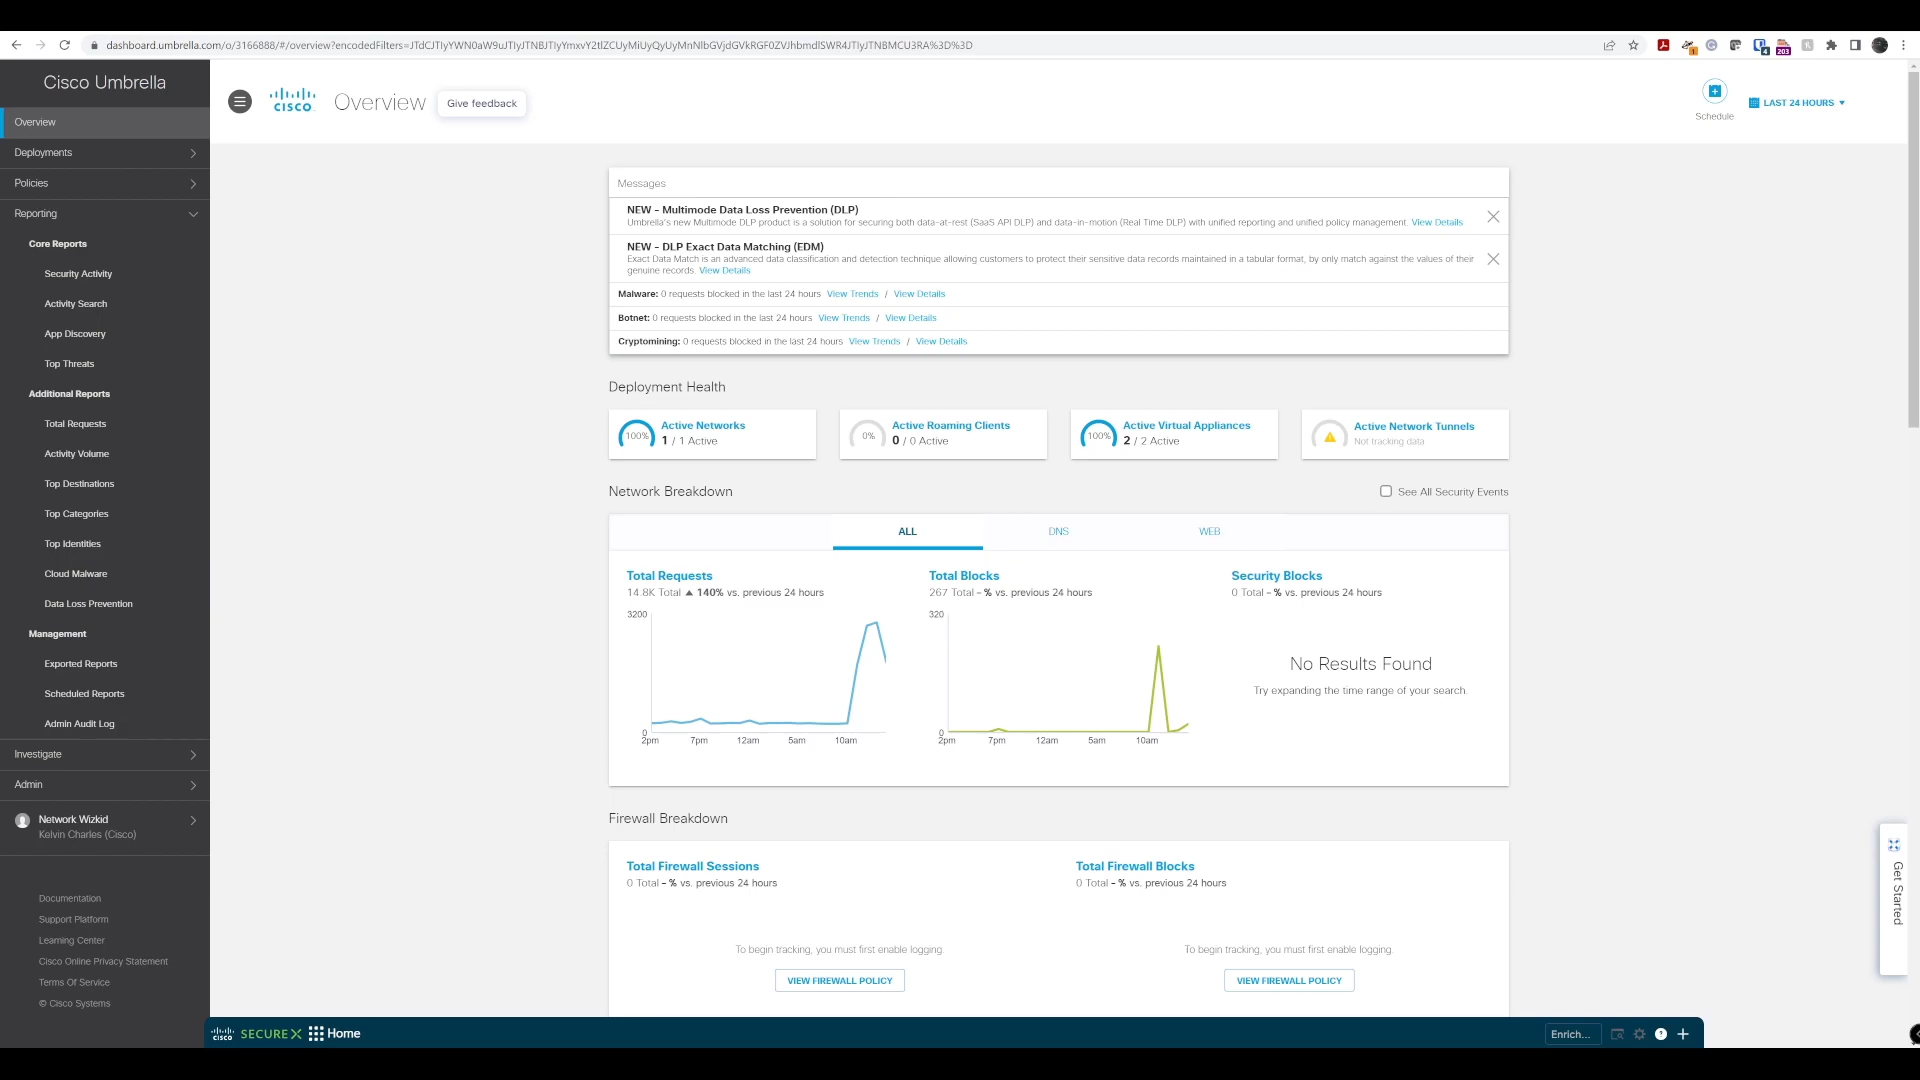 dashboard.umbrella.com/o/3166888/#/overview?encodedFilters=JTdCJTIyYWN0aW9uJTIyJTNBJTIyYmxvY2tlZCUyMiUyQyUyMnNlbGVjdGVkRGF0ZVJhbmdlSWR4JTIyJTNBMCU3RA%3D%3D
1
4
203
Cisco Umbrella
Overview
Deployments
Policies
Reporting
Core Reports
Security Activity
Activity Search
App Discovery
Top Threats
Additional Reports
Total Requests
Activity Volume
Top Destinations
Top Categories
Top Identities
Cloud Malware
Data Loss Prevention
Management
Exported Reports
Scheduled Reports
Admin Audit Log
Investigate
Admin
Network Wizkid
Kelvin Charles (Cisco)
Documentation
Support Platform
Learning Center
Cisco Online Privacy Statement
Terms Of Service
© Cisco Systems
CISCO
Overview
Give feedback
Schedule
LAST 24 HOURS
Messages
NEW – Multimode Data Loss Prevention (DLP)
Umbrella's new Multimode DLP product is a solution for securing both data-at-rest (SaaS API DLP) and data-in-motion (Real Time DLP) with unified reporting and unified policy management. View Details
NEW – DLP Exact Data Matching (EDM)
Exact Data Match is an advanced data classification and detection technique allowing customers to protect their sensitive data records maintained in a tabular format, by only match against the values of their
genuine records. View Details
Malware: 0 requests blocked in the last 24 hours View Trends / View Details
Botnet: 0 requests blocked in the last 24 hours View Trends / View Details
Cryptomining: 0 requests blocked in the last 24 hours View Trends / View Details
Deployment Health
100%
Active Networks
1 / 1 Active
0%
Active Roaming Clients
0 / 0 Active
100%
Active Virtual Appliances
2 / 2 Active
Active Network Tunnels
Not tracking data
Network Breakdown
See All Security Events
ALL DNS WEB
Total Requests
14.8K Total ▲ 140% vs. previous 24 hours
3200
0
2pm 7pm 12am 5am 10am
Total Blocks
267 Total – % vs. previous 24 hours
320
0
2pm 7pm 12am 5am 10am
Security Blocks
0 Total – % vs. previous 24 hours
No Results Found
Try expanding the time range of your search.
Firewall Breakdown
Total Firewall Sessions
0 Total – % vs. previous 24 hours
To begin tracking, you must first enable logging.
VIEW FIREWALL POLICY
Total Firewall Blocks
0 Total – % vs. previous 24 hours
To begin tracking, you must first enable logging.
VIEW FIREWALL POLICY
Get Started
CISCO SECUREX Home
Enrich...